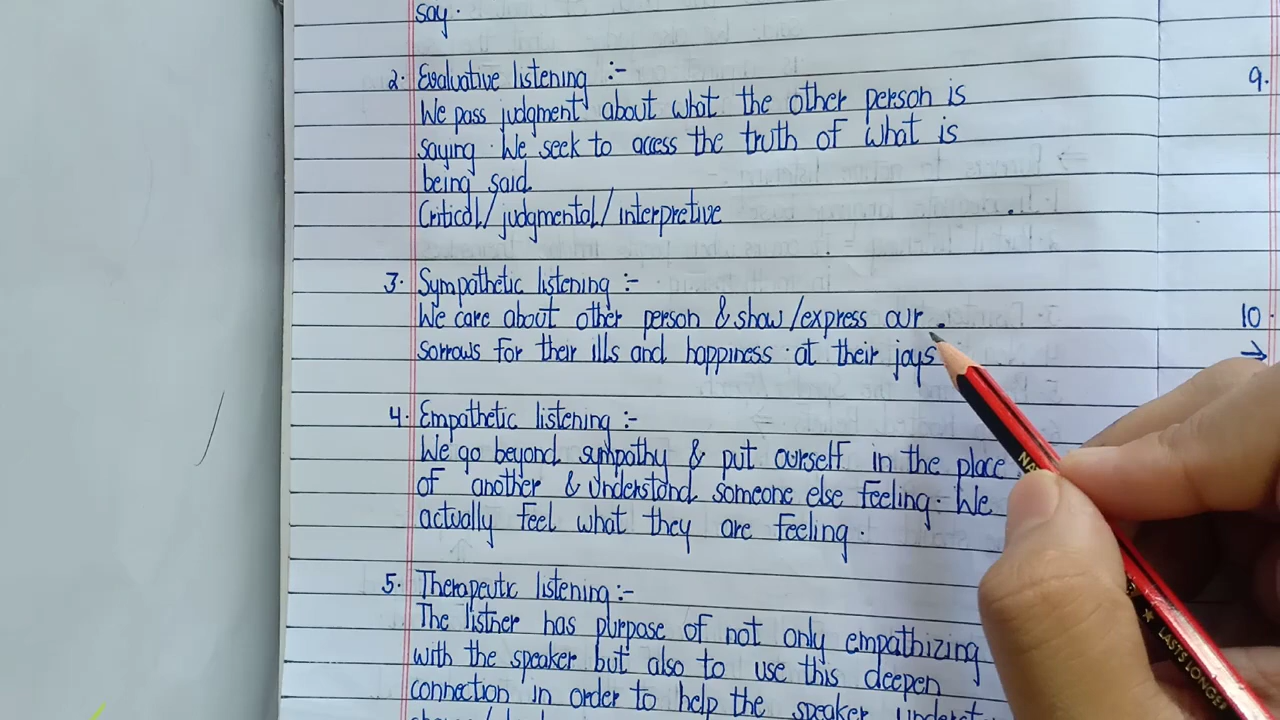 say.
2. Evaluative listening :-
We pass judgment about what the other person is
saying. We seek to access the truth of what is
being said
Critical/judgmental/interpretive
3. Sympathetic listening :-
We care about other person & show/express our
sorrows for their ills and happiness at their joys
4. Empathetic listening :-
We go beyond sympathy & put ourself in the place
of another & understand someone else feeling. We
actually feel what they are feeling.
5. Therapeutic listening :-
The listner has purpose of not only empathizing
with the speaker but also to use this deepen
connection in order to help the speaker underst
9.
10.
→
NA
LASTS LONGE